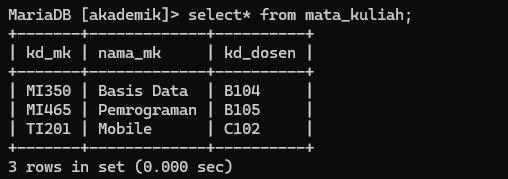 MariaDB [akademik]> select* from mata_kuliah;
+-------+-------------+----------+
| kd_mk | nama_mk     | kd_dosen |
+-------+-------------+----------+
| MI350 | Basis Data  | B104     |
| MI465 | Pemrograman | B105     |
| TI201 | Mobile      | C102     |
+-------+-------------+----------+
3 rows in set (0.000 sec)